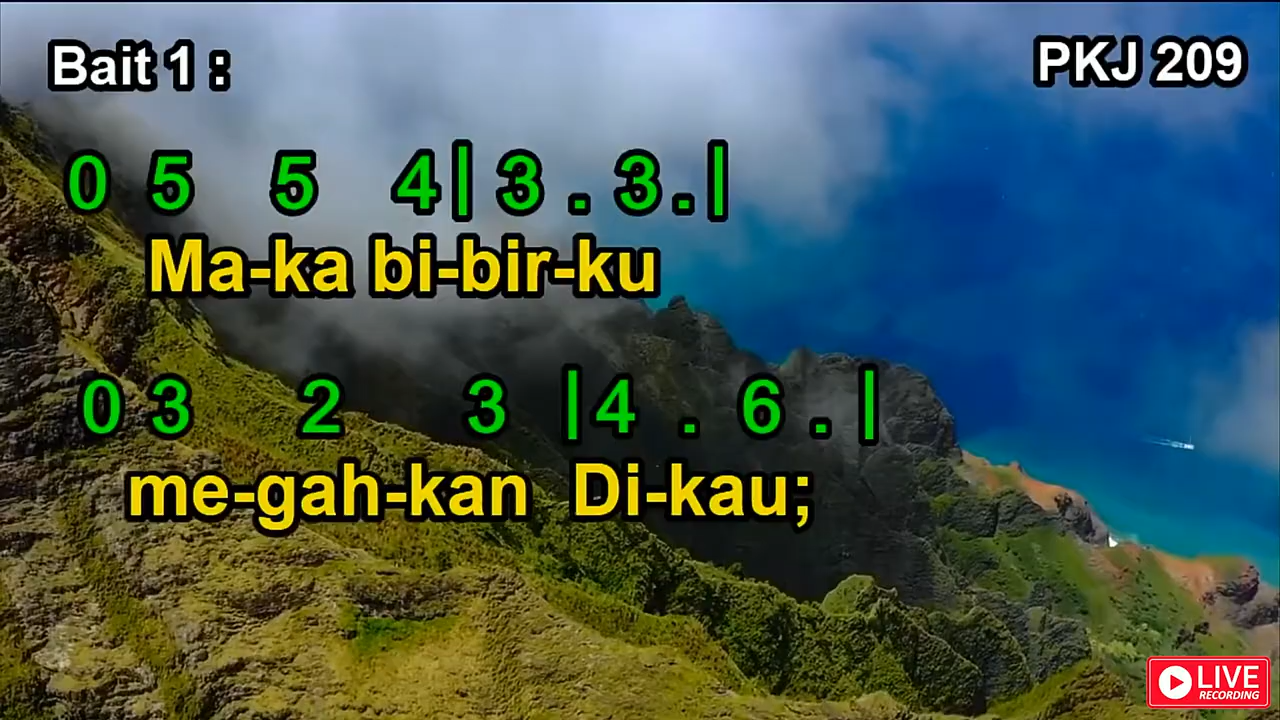 Bait 1 :
PKJ 209
0 5 5 4 | 3 . 3 . |
Ma-ka bi-bir-ku
0 3 2 3 | 4 . 6 . |
me-gah-kan Di-kau;
LIVE
RECORDING